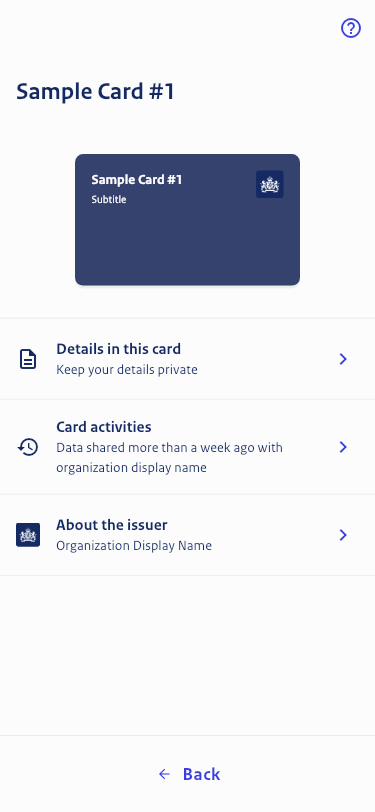 Sample Card #1
Sample Card #1
Subtitle
Details in this card
Keep your details private
Card activities
Data shared more than a week ago with
organization display name
About the issuer
Organization Display Name
Back